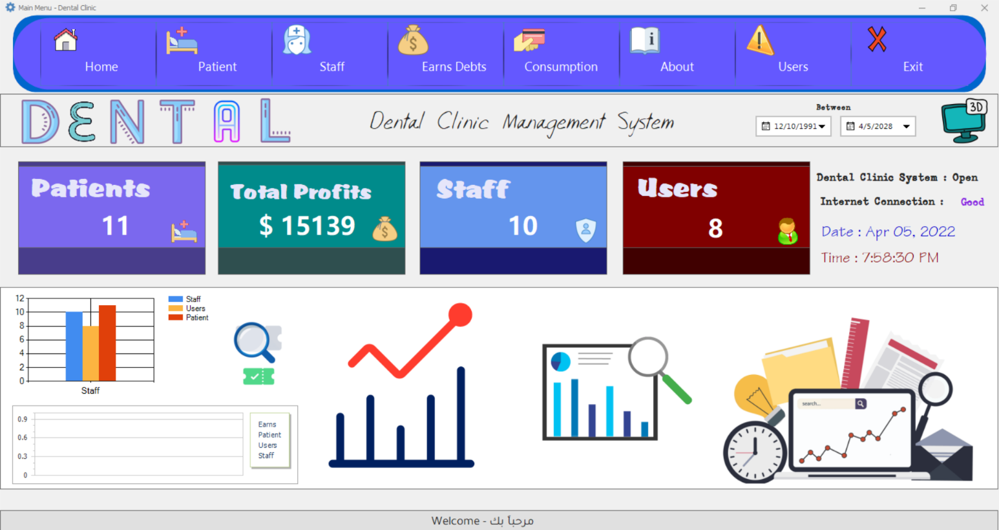 Main Menu - Dental Clinic
Home
Patient
Staff
Earns Debts
Consumption
About
Users
Exit
DENTAL
Dental Clinic Management System
Between
12/10/1991
4/5/2028
3D
Patients
11
Total Profits
$ 15139
Staff
10
Users
8
Dental Clinic System : Open
Internet Connection : Good
Date : Apr 05, 2022
Time : 7:58:30 PM
12
10
8
6
4
2
0
Staff
Staff
Users
Patient
0.9
0.6
0.3
0
Earns
Patient
Users
Staff
search...
Welcome - مرحباً بك